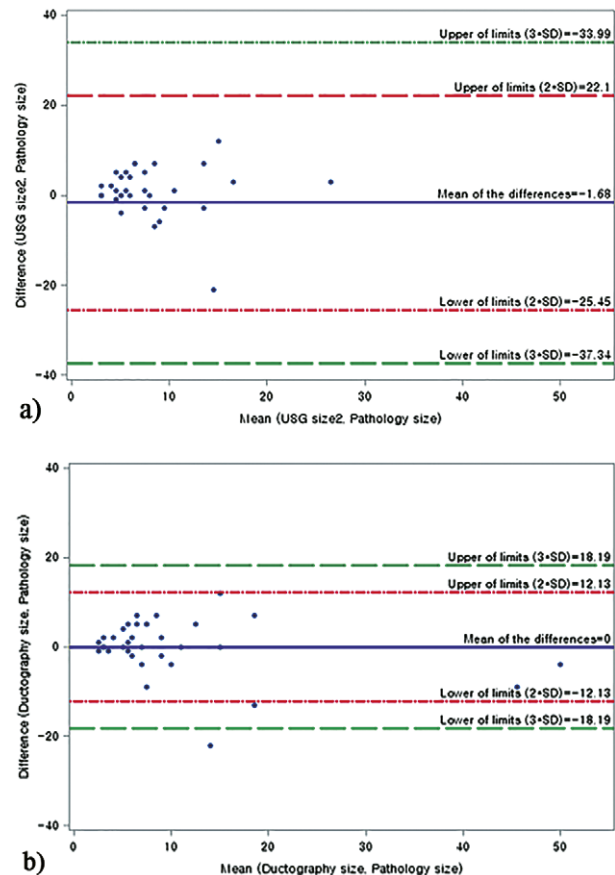 Upper of limits (3*SD)=-33.99
40
Upper of limits (2*SD)=22.1
20
Mean of the differences=-1.68
0
Difference (USG size2, Pathology size)
-20
Lower of limits (2*SD)=-25.45
Lower of limits (3*SD)=-37.34
-40
0 10 20 30 40 50
a)
Mean (USG size2, Pathology size)
40
20
Upper of limits (3*SD)=18.19
Upper of limits (2*SD)=12.13
Mean of the differences=0
0
Difference (Ductography size, Pathology size)
Lower of limits (2*SD)=-12.13
Lower of limits (3*SD)=-18.19
-20
-40
0 10 20 30 40 50
b)
Mean (Ductography size, Pathology size)